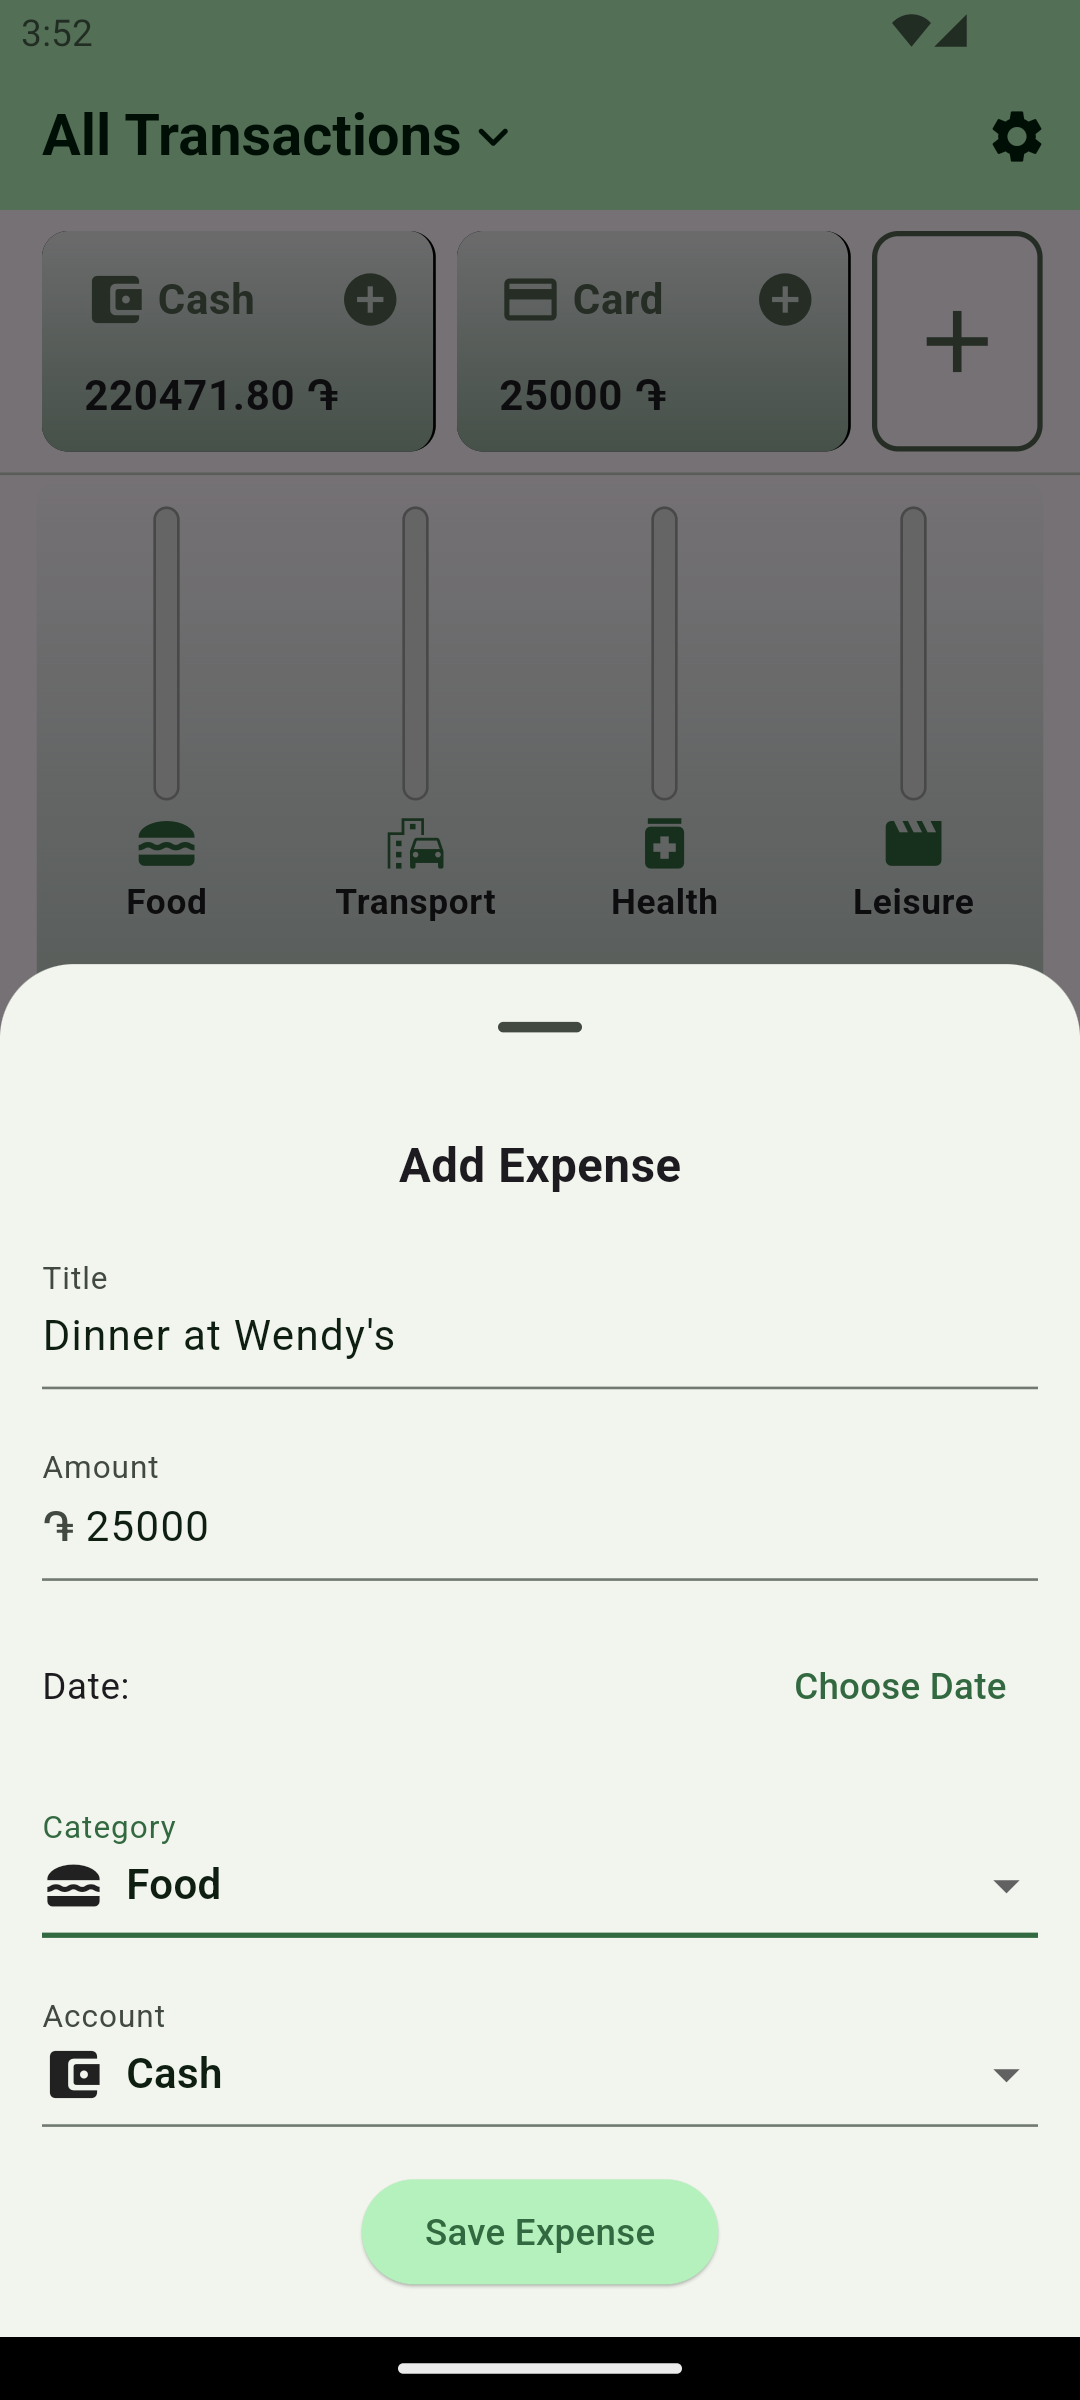 3:52
All Transactions
Cash
Card
220471.80 ֏
25000 ֏
Food
Transport
Health
Leisure
Add Expense
Title
Dinner at Wendy's
Amount
֏ 25000
Date:
Choose Date
Category
Food
Account
Cash
Save Expense